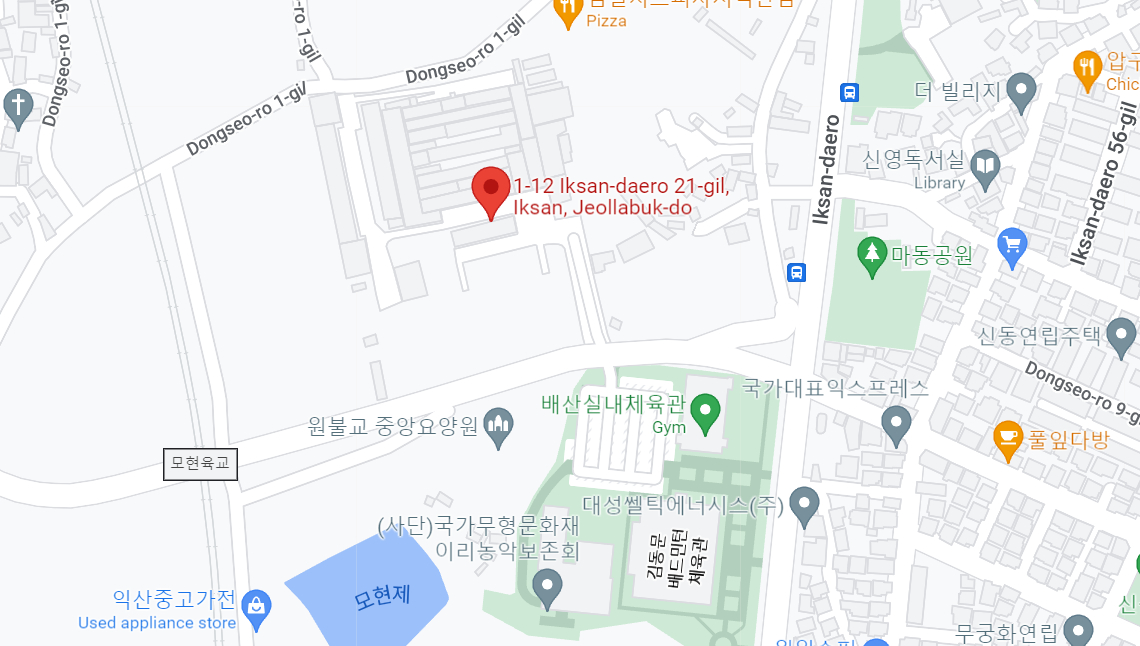 Pizza
Dongseo-ro 1-gil
ro 1-gil
Dongseo-ro 1-gil
Dongseo-ro 1-gil
더 빌리지
압구
Chic
Iksan-daero
Iksan-daero 56-gil
신영독서실
Library
1-12 Iksan-daero 21-gil,
Iksan, Jeollabuk-do
마동공원
신동연립주택
Dongseo-ro 9-g
국가대표익스프레스
배산실내체육관
Gym
원불교 중앙요양원
풀잎다방
모현육교
대성쎌틱에너시스(주)
(사단)국가무형문화재
이리농악보존회
김동문
배드민턴
체육관
모현제
익산중고가전
Used appliance store
신
무궁화연립